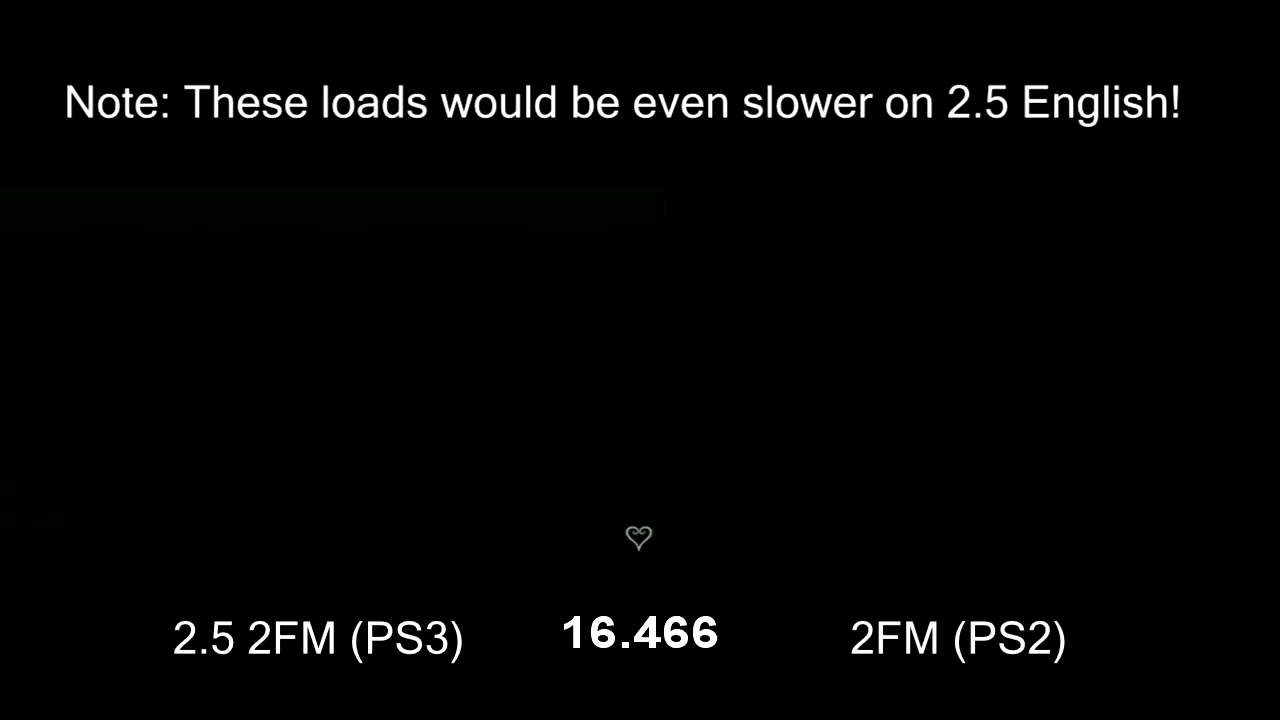 Note: These loads would be even slower on 2.5 English!
2.5 2FM (PS3)
16.466
2FM (PS2)